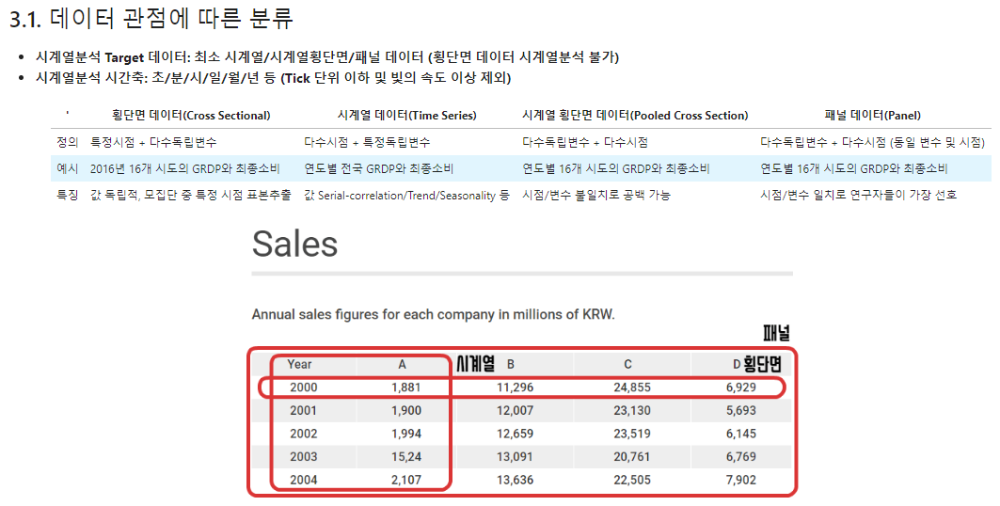 3.1. 데이터 관점에 따른 분류
• 시계열분석 Target 데이터: 최소 시계열/시계열횡단면/패널 데이터 (횡단면 데이터 시계열분석 불가)
• 시계열분석 시간축: 초/분/시/일/월/년 등 (Tick 단위 이하 및 빛의 속도 이상 제외)
' 횡단면 데이터(Cross Sectional) 시계열 데이터(Time Series) 시계열 횡단면 데이터(Pooled Cross Section) 패널 데이터(Panel)
정의 특정시점 + 다수독립변수 다수시점 + 특정독립변수 다수독립변수 + 다수시점 다수독립변수 + 다수시점 (동일 변수 및 시점)
예시 2016년 16개 시도의 GRDP와 최종소비 연도별 전국 GRDP와 최종소비 연도별 16개 시도의 GRDP와 최종소비 연도별 16개 시도의 GRDP와 최종소비
특징 값 독립적, 모집단 중 특정 시점 표본추출 값 Serial-correlation/Trend/Seasonality 등 시점/변수 불일치로 공백 가능 시점/변수 일치로 연구자들이 가장 선호
Sales
Annual sales figures for each company in millions of KRW.
패널
Year A 시계열 B C D 횡단면
2000 1,881 11,296 24,855 6,929
2001 1,900 12,007 23,130 5,693
2002 1,994 12,659 23,519 6,145
2003 15,24 13,091 20,761 6,769
2004 2,107 13,636 22,505 7,902